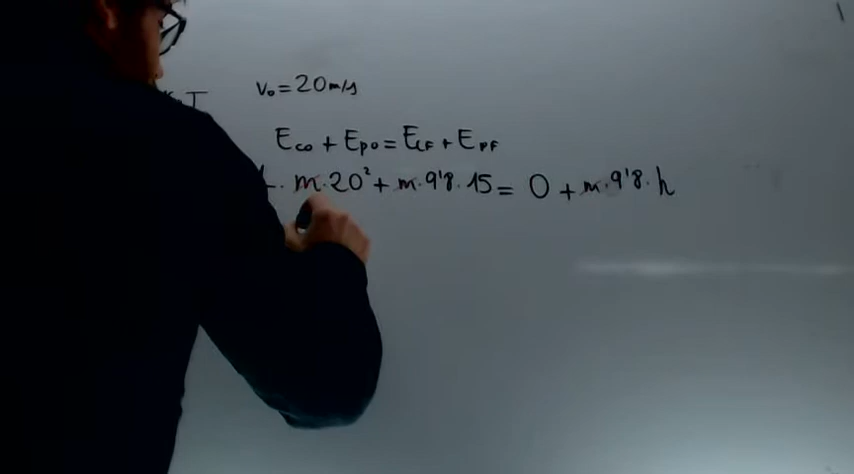 v₀ = 20 m/s
E_co + E_po = E_CF + E_PF
· m · 20² + m · 9'8 · 15 = 0 + m · 9'8 · h